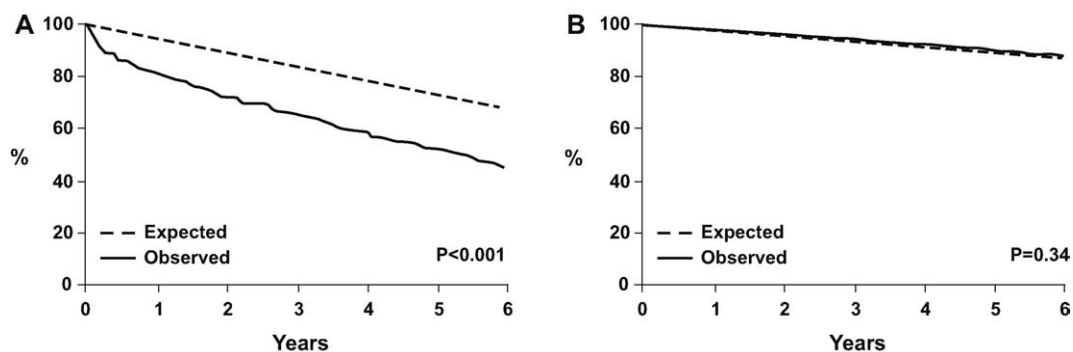 A
100
80
60
%
40
20
0
Expected
Observed
P<0.001
0 1 2 3 4 5 6
Years
B
100
80
60
%
40
20
0
Expected
Observed
P=0.34
0 1 2 3 4 5 6
Years